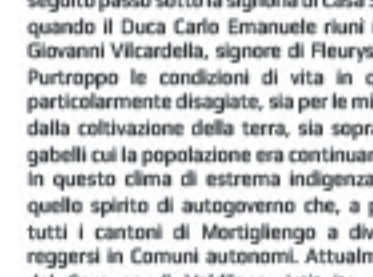 seguito passò sotto la signoria di Casa
quando il Duca Carlo Emanuele riunì
Giovanni Vilcardella, signore di Fleurys
Purtroppo le condizioni di vita in
particolarmente disagiate, sia per le mi
dalla coltivazione della terra, sia sopra
gabelli cui la popolazione era continuar
In questo clima di estrema indigenza
quello spirito di autogoverno che, a
tutti i cantoni di Mortigliengo a div
reggersi in Comuni autonomi. Attualm